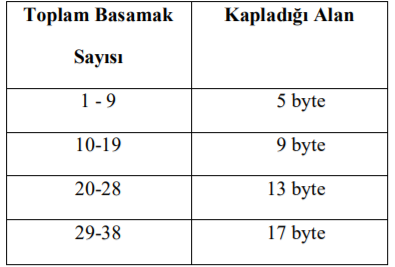 Toplam Basamak Kapladığı Alan
Sayısı
1 - 9 5 byte
10-19 9 byte
20-28 13 byte
29-38 17 byte